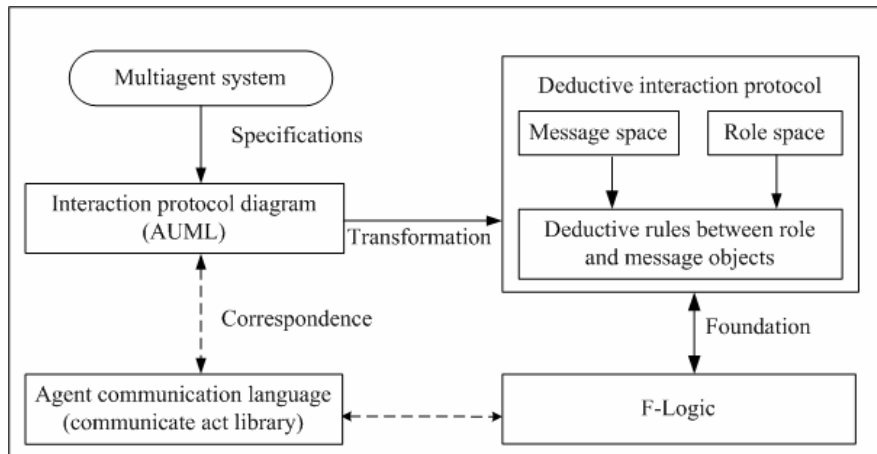 Multiagent system
Specifications
Interaction protocol diagram
(AUML)
Transformation
Correspondence
Agent communication language
(communicate act library)
Deductive interaction protocol
Message space
Role space
Deductive rules between role
and message objects
Foundation
F-Logic